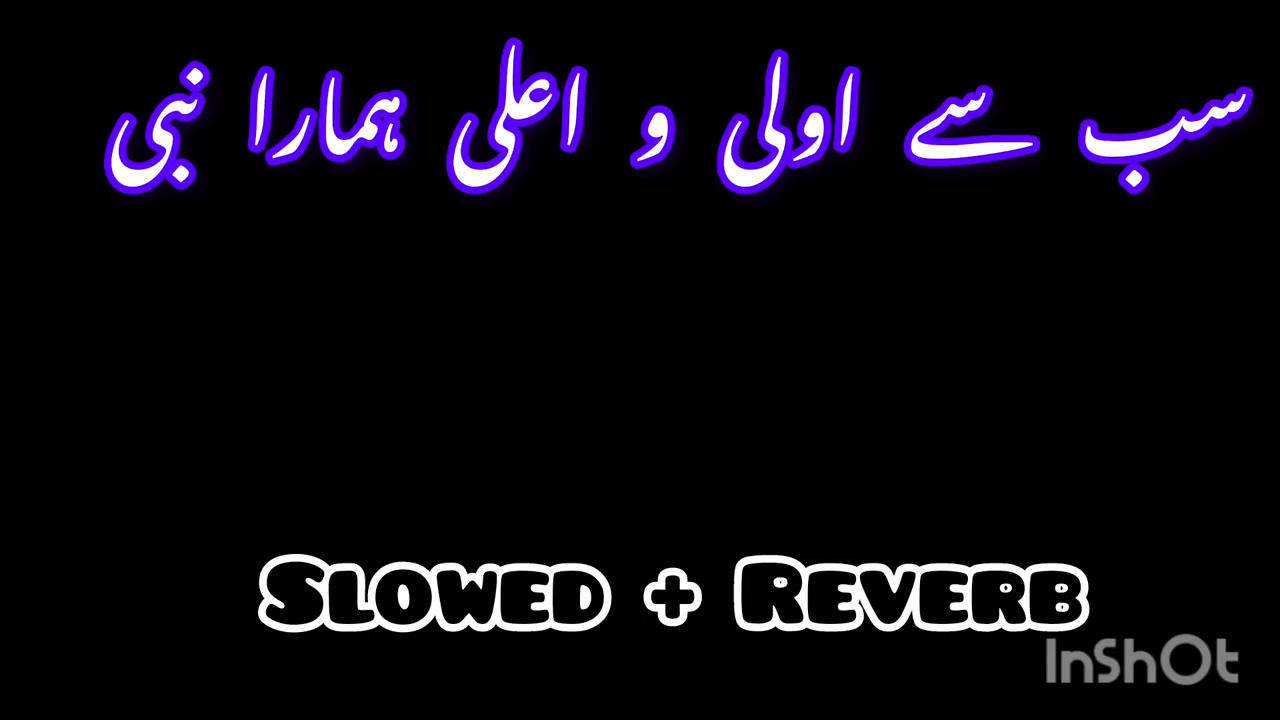 سب سے اولی و اعلی ہمارا نبی
SLOWED + REVERB
InShOt